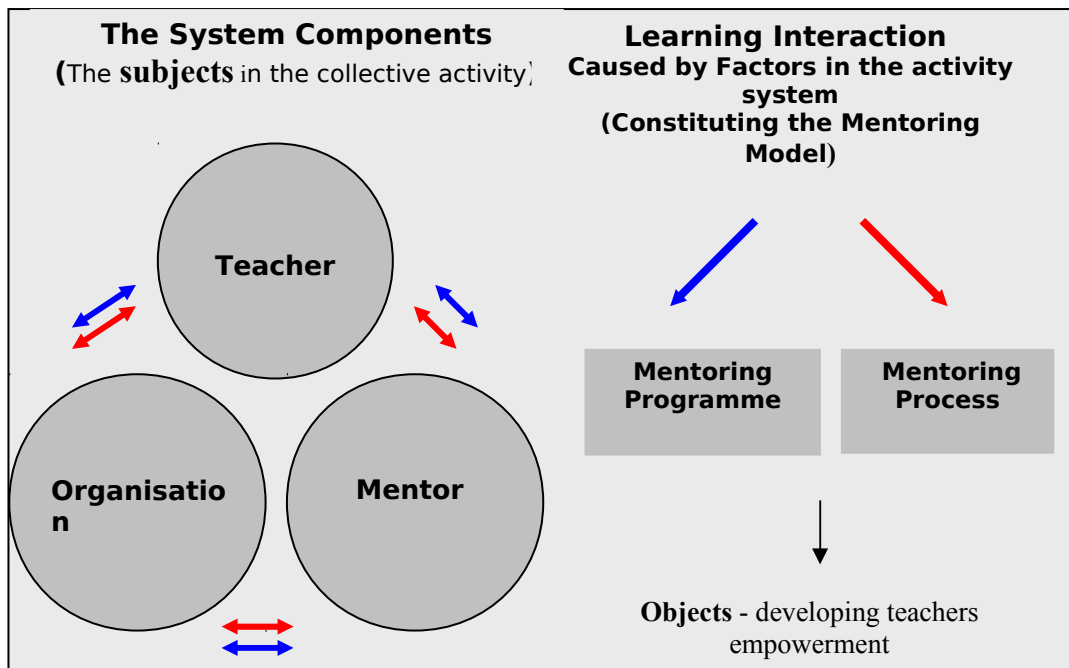 The System Components
(The subjects in the collective activity)
Teacher
Organisatio
n
Mentor
Learning Interaction
Caused by Factors in the activity
system
(Constituting the Mentoring
Model)
Mentoring
Programme
Mentoring
Process
Objects - developing teachers
empowerment